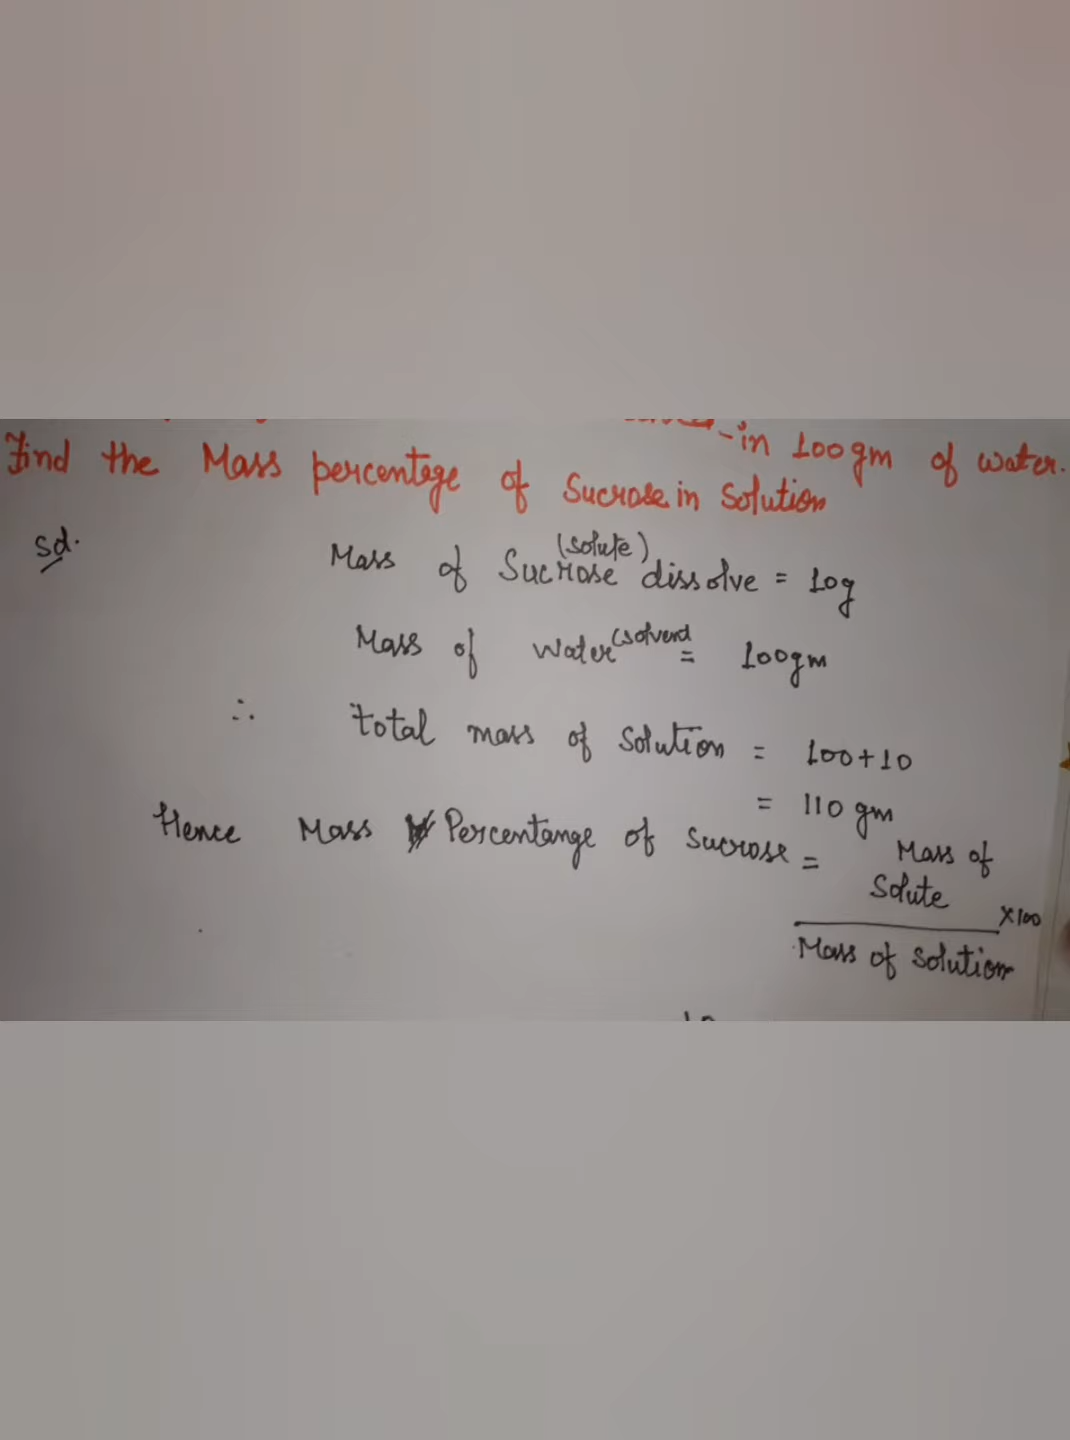 -in 100gm of water.
Find the Mass percentage of Sucrose in Solution
Sol.
Mass of Sucrose (solute) dissolve = 10g
Mass of water (solvent = 100gm
∴ total mass of solution = 100+10
= 110 gm
Hence Mass Percentange of sucrose = Mass of
Solute
×100
Mass of solution